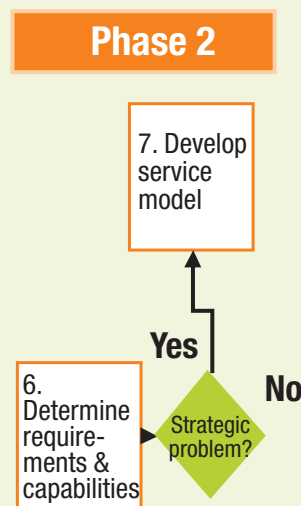 Phase 2
7. Develop
service
model
Yes
No
6.
Determine
require-
ments &
capabilities
Strategic
problem?